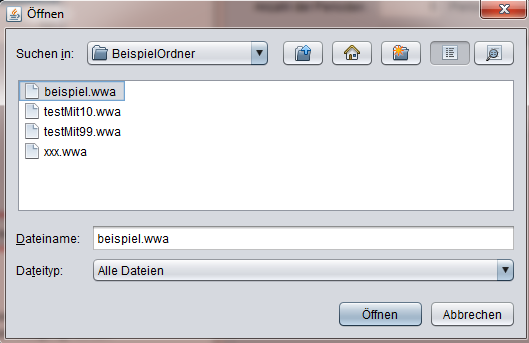 Öffnen
Suchen in: BeispielOrdner
beispiel.wwa
testMit10.wwa
testMit99.wwa
xxx.wwa
Dateiname: beispiel.wwa
Dateityp: Alle Dateien
Öffnen Abbrechen